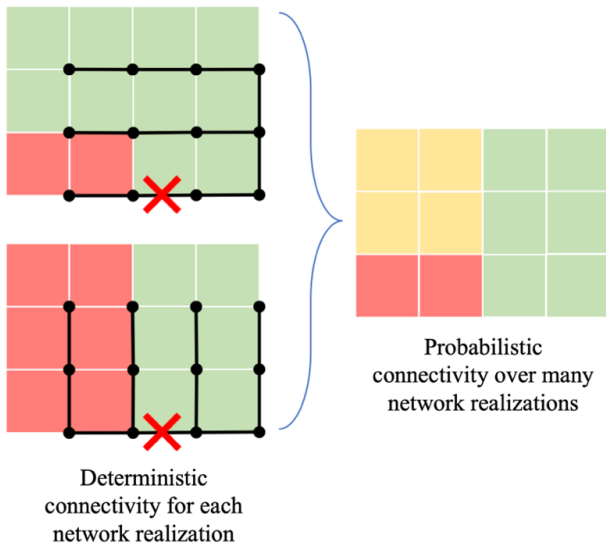 Probabilistic
connectivity over many
network realizations
Deterministic
connectivity for each
network realization